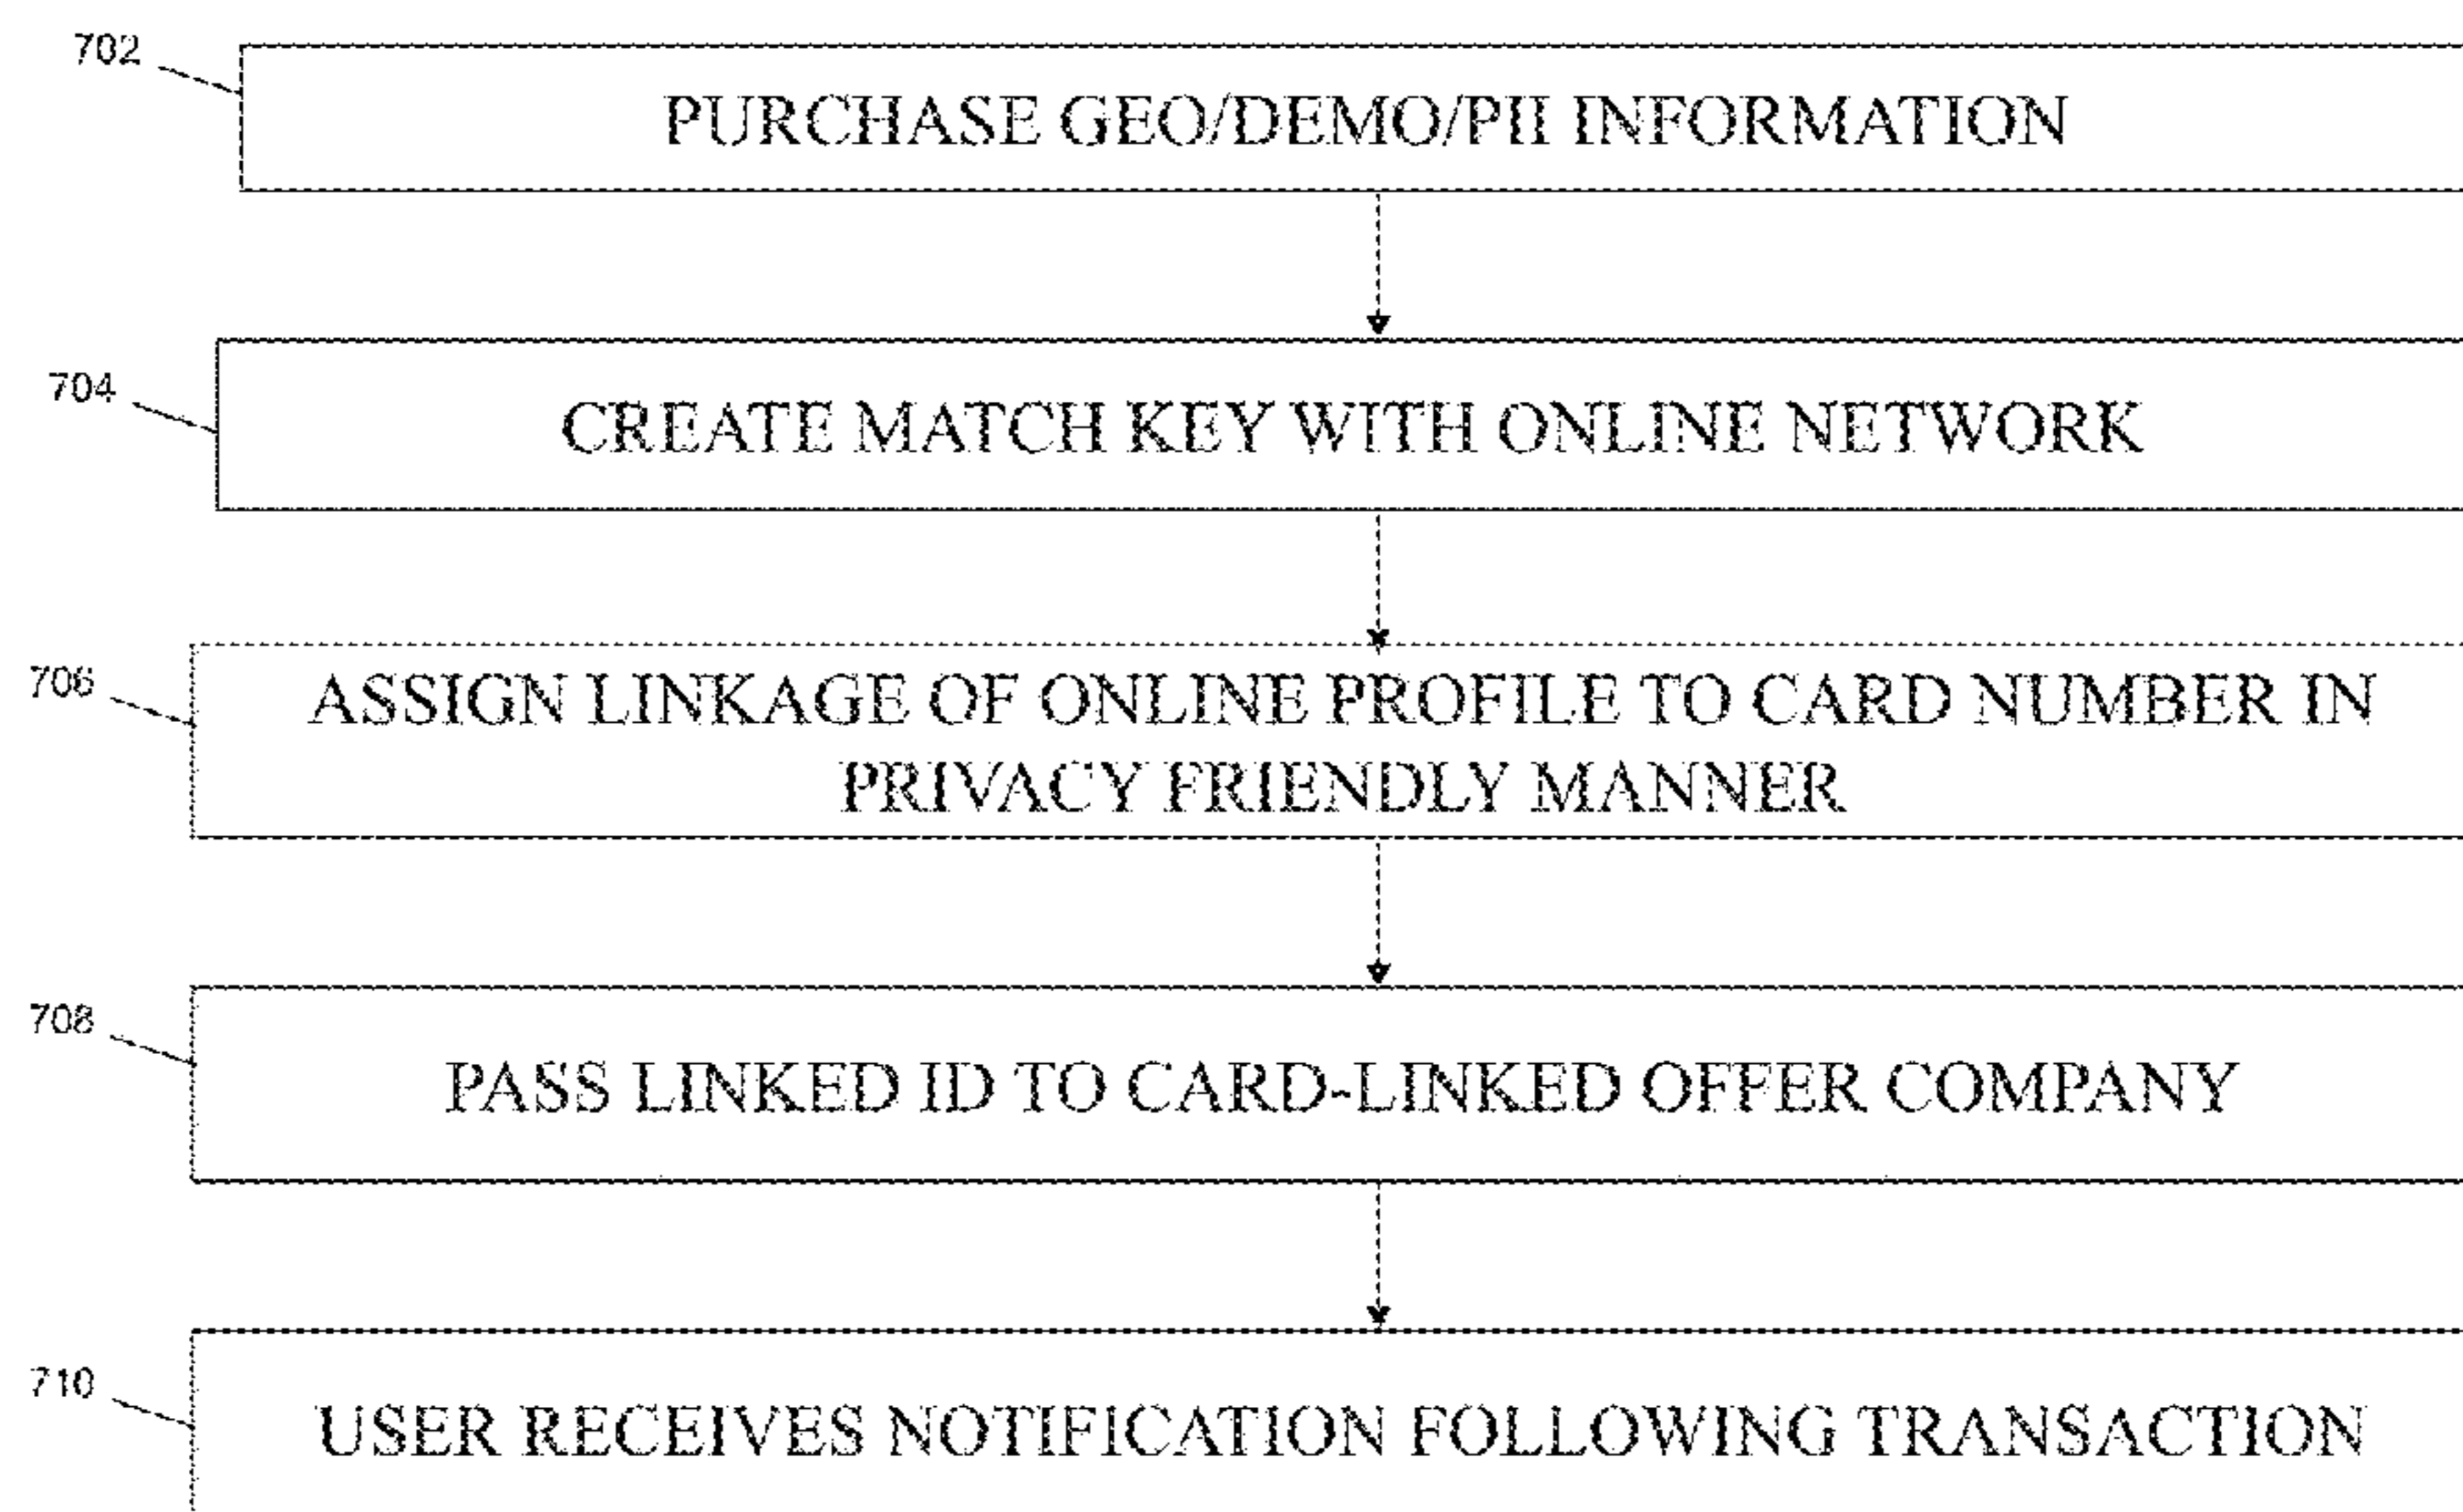 702
PURCHASE GEO/DEMO/PII INFORMATION
704
CREATE MATCH KEY WITH ONLINE NETWORK
706
ASSIGN LINKAGE OF ONLINE PROFILE TO CARD NUMBER IN
PRIVACY FRIENDLY MANNER
708
PASS LINKED ID TO CARD-LINKED OFFER COMPANY
710
USER RECEIVES NOTIFICATION FOLLOWING TRANSACTION